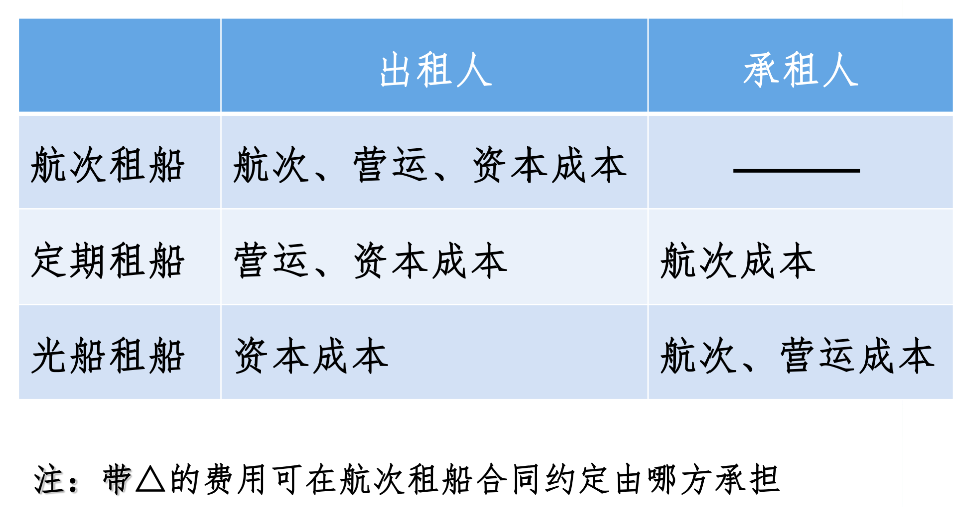 出租人 承租人
航次租船 航次、营运、资本成本 ———
定期租船 营运、资本成本 航次成本
光船租船 资本成本 航次、营运成本
注：带△的费用可在航次租船合同约定由哪方承担